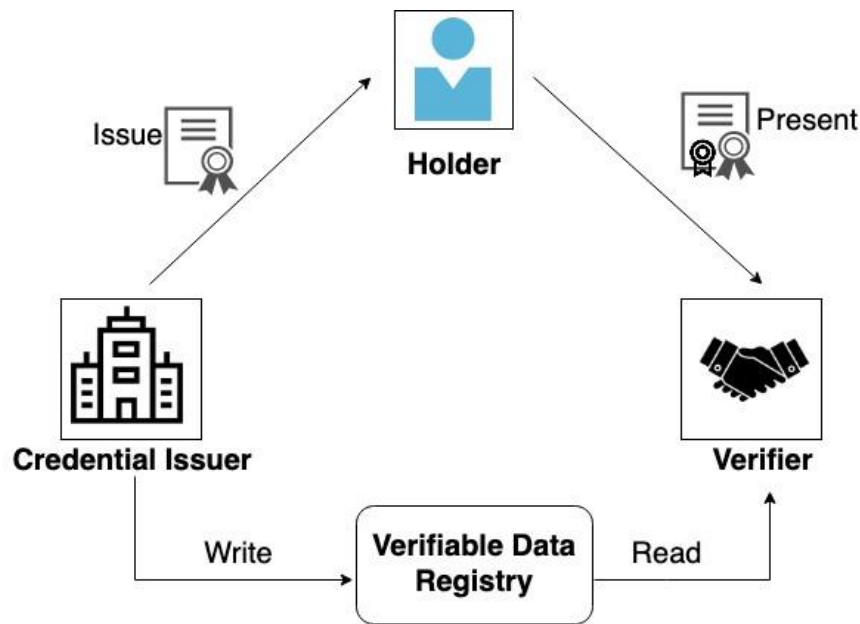 Issue
Present
Holder
Credential Issuer
Verifier
Write
Verifiable Data
Registry
Read